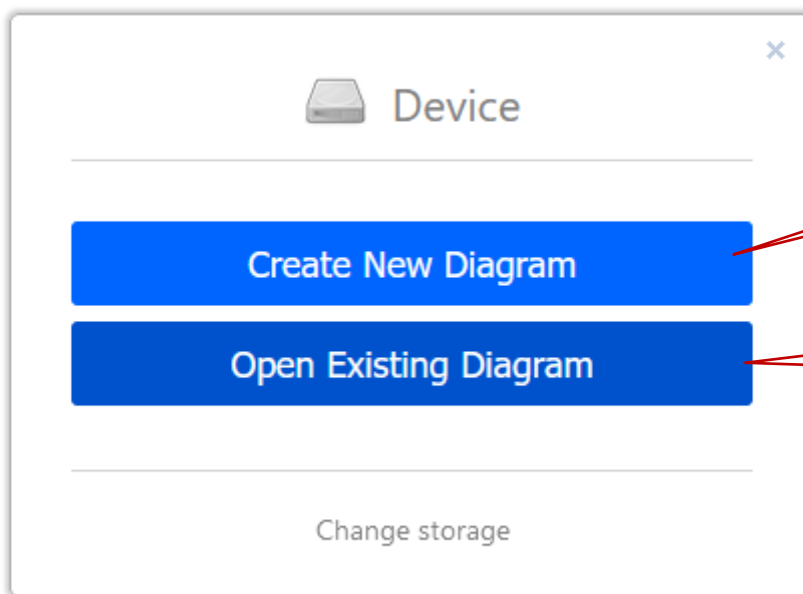 Device
Create New Diagram
Open Existing Diagram
Change storage